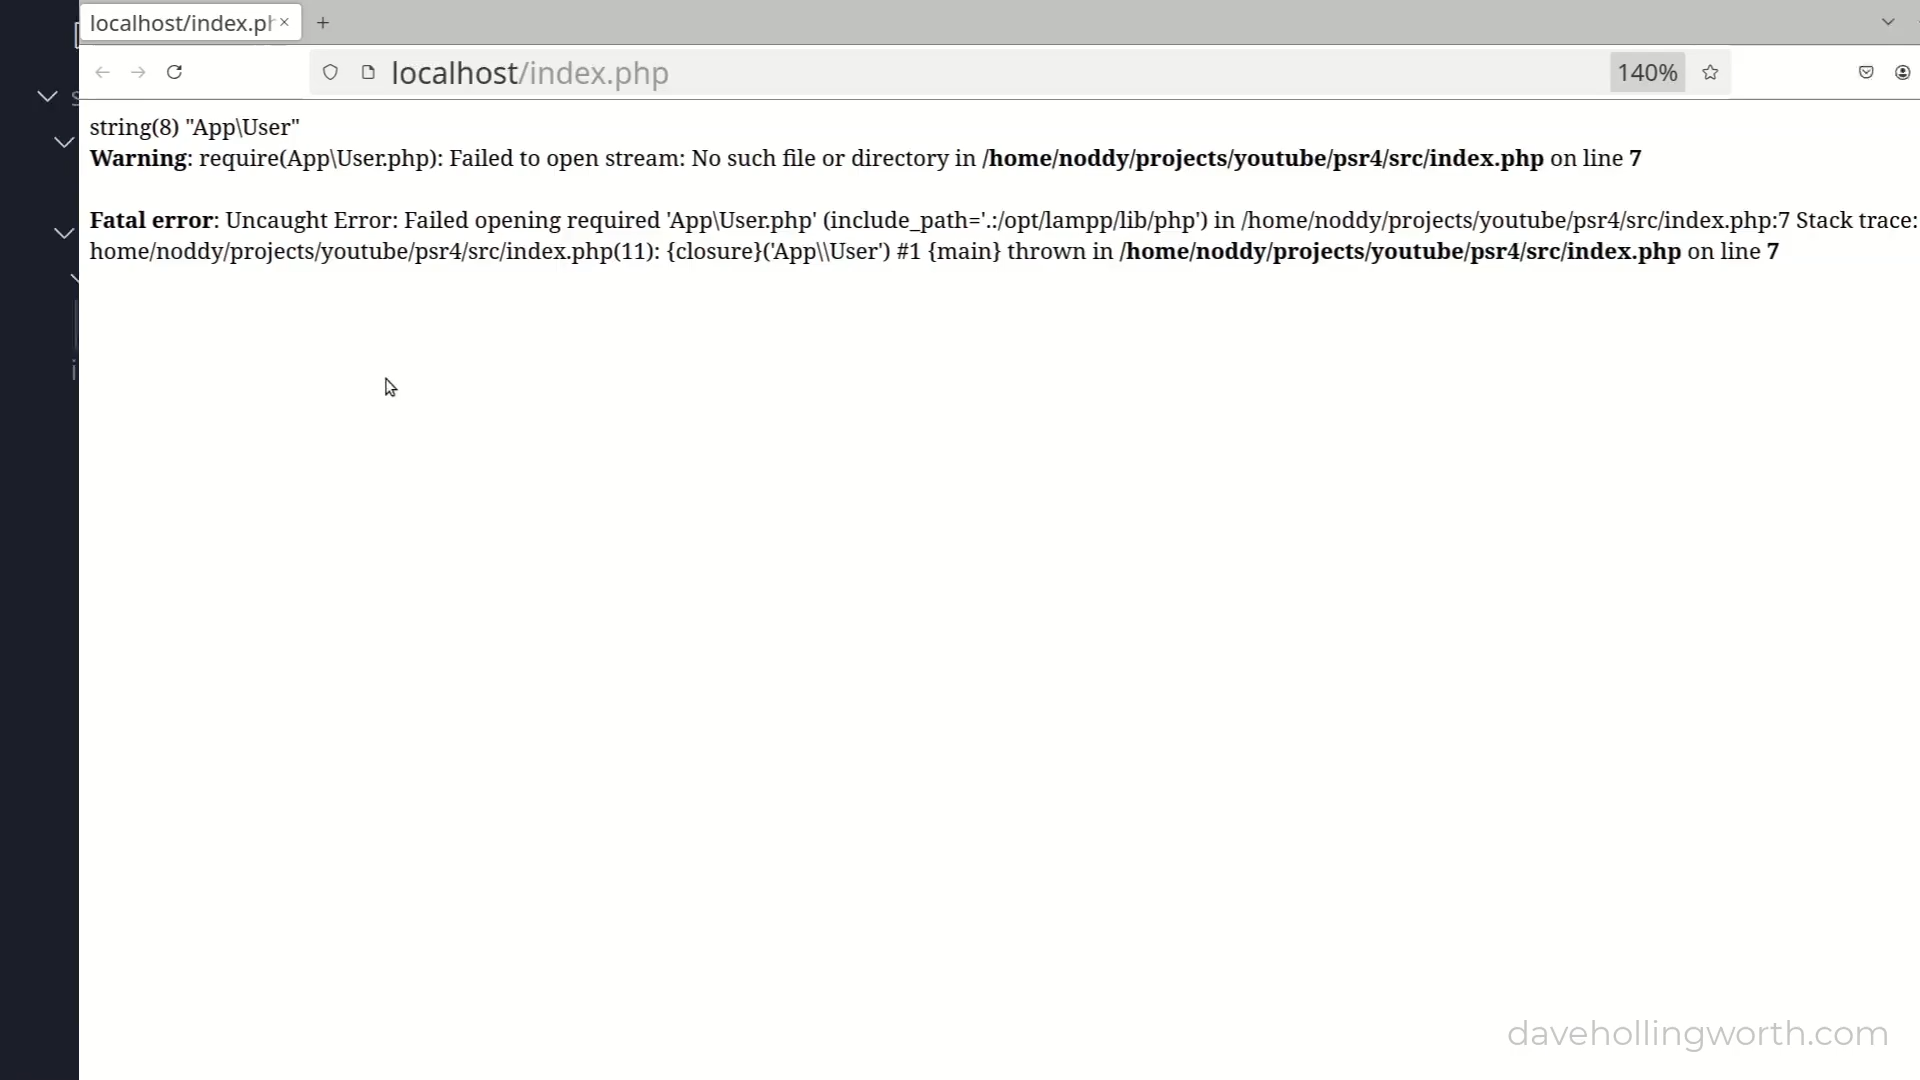 localhost/index.ph
localhost/index.php
140%
string(8) "App\User"
Warning: require(App\User.php): Failed to open stream: No such file or directory in /home/noddy/projects/youtube/psr4/src/index.php on line 7
Fatal error: Uncaught Error: Failed opening required 'App\User.php' (include_path='.:/opt/lampp/lib/php') in /home/noddy/projects/youtube/psr4/src/index.php:7 Stack trace:
home/noddy/projects/youtube/psr4/src/index.php(11): {closure}('App\\User') #1 {main} thrown in /home/noddy/projects/youtube/psr4/src/index.php on line 7
davehollingworth.com